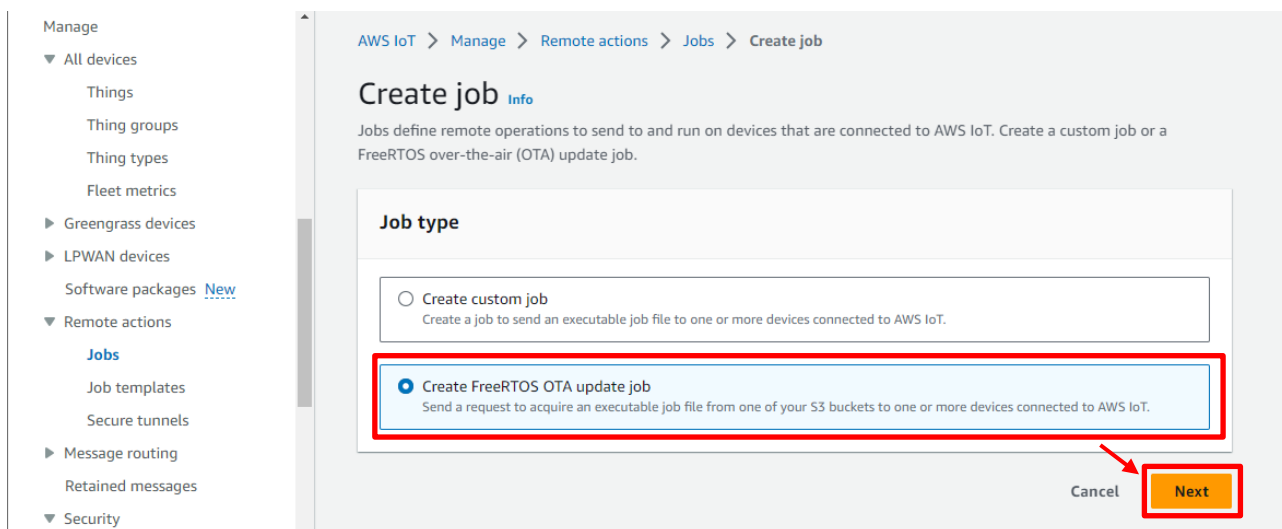 Manage
All devices
Things
Thing groups
Thing types
Fleet metrics
Greengrass devices
LPWAN devices
Software packages New
Remote actions
Jobs
Job templates
Secure tunnels
Message routing
Retained messages
Security
AWS IoT > Manage > Remote actions > Jobs > Create job
Create job Info
Jobs define remote operations to send to and run on devices that are connected to AWS IoT. Create a custom job or a
FreeRTOS over-the-air (OTA) update job.
Job type
Create custom job
Create a job to send an executable job file to one or more devices connected to AWS IoT.
Create FreeRTOS OTA update job
Send a request to acquire an executable job file from one of your S3 buckets to one or more devices connected to AWS IoT.
Cancel
Next